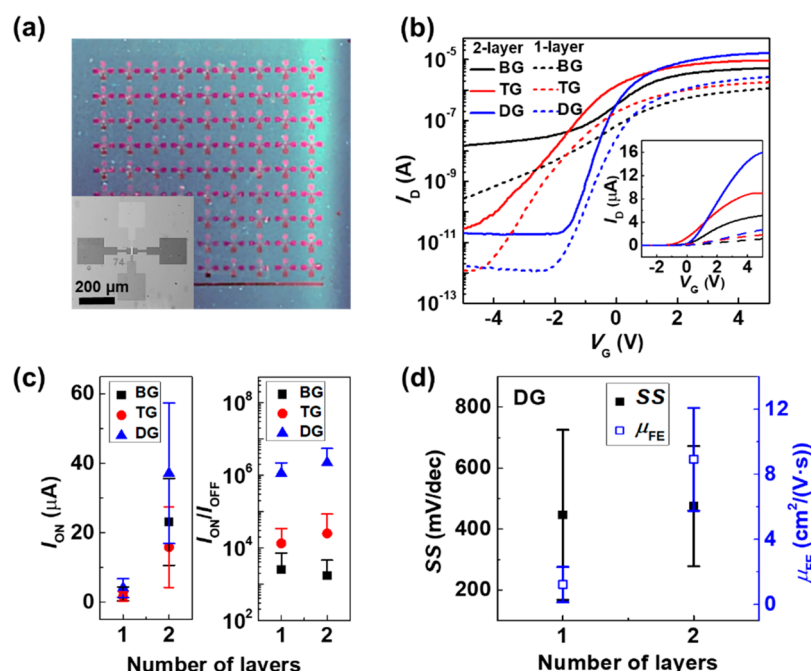 (a)
74
200 μm
(b)
2-layer 1-layer
BG BG
TG TG
DG DG
10⁻⁵
10⁻⁷
10⁻⁹
10⁻¹¹
10⁻¹³
I_D (A)
-4 -2 0 2 4
V_G (V)
16
12
8
4
0
I_D (μA)
-2 0 2 4
V_G (V)
(c)
BG
TG
DG
60
40
20
0
I_ON (μA)
1 2
10⁸
10⁶
10⁴
10²
I_ON/I_OFF
1 2
Number of layers
(d)
DG
SS
μ_FE
800
600
400
200
SS (mV/dec)
12
8
4
0
μ_FE (cm²/(V·s))
1 2
Number of layers